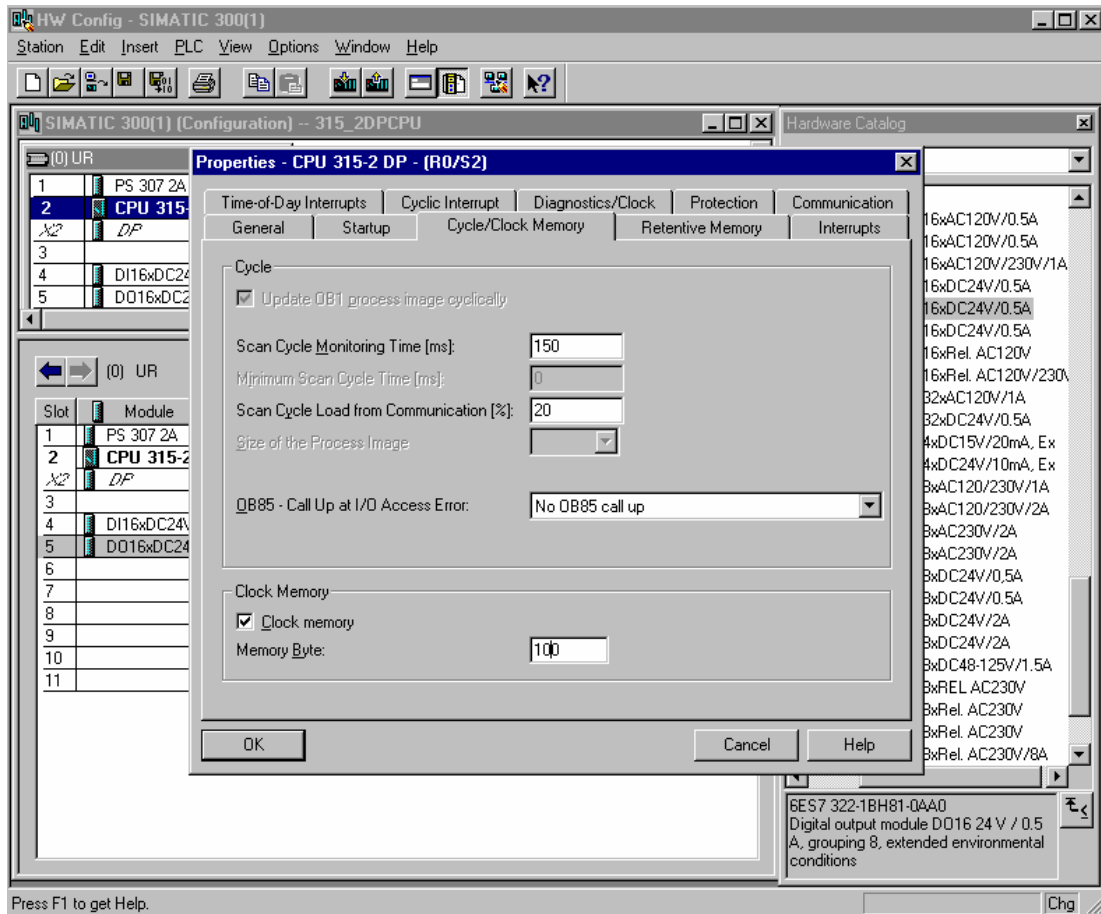 HW Config - SIMATIC 300(1)
Station Edit Insert PLC View Options Window Help
SIMATIC 300(1) (Configuration) -- 315_2DPCPU
Hardware Catalog
(0) UR
1 PS 307 2A
2 CPU 315-
X2 DP
3
4 DI16xDC24
5 DO16xDC2
Properties - CPU 315-2 DP - (R0/S2)
Time-of-Day Interrupts Cyclic Interrupt Diagnostics/Clock Protection Communication
General Startup Cycle/Clock Memory Retentive Memory Interrupts
Cycle
Update OB1 process image cyclically
Scan Cycle Monitoring Time [ms]: 150
Minimum Scan Cycle Time [ms]: 0
Scan Cycle Load from Communication [%]: 20
Size of the Process Image
OB85 - Call Up at I/O Access Error: No OB85 call up
Clock Memory
Clock memory
Memory Byte: 100
OK Cancel Help
(0) UR
Slot Module
1 PS 307 2A
2 CPU 315-2
X2 DP
3
4 DI16xDC24V
5 DO16xDC24
6
7
8
9
10
11
16xAC120V/0.5A
16xAC120V/0.5A
16xAC120V/230V/1A
16xDC24V/0.5A
16xDC24V/0.5A
16xDC24V/0.5A
16xRel. AC120V
16xRel. AC120V/230V
32xAC120V/1A
32xDC24V/0.5A
4xDC15V/20mA, Ex
4xDC24V/10mA, Ex
8xAC120/230V/1A
8xAC120/230V/2A
8xAC230V/2A
8xAC230V/2A
8xDC24V/0,5A
8xDC24V/0.5A
8xDC24V/2A
8xDC24V/2A
8xDC48-125V/1.5A
8xREL AC230V
8xRel. AC230V
8xRel. AC230V
8xRel. AC230V/8A
6ES7 322-1BH81-0AA0
Digital output module DO16 24 V / 0.5
A, grouping 8, extended environmental
conditions
Press F1 to get Help.
Chg